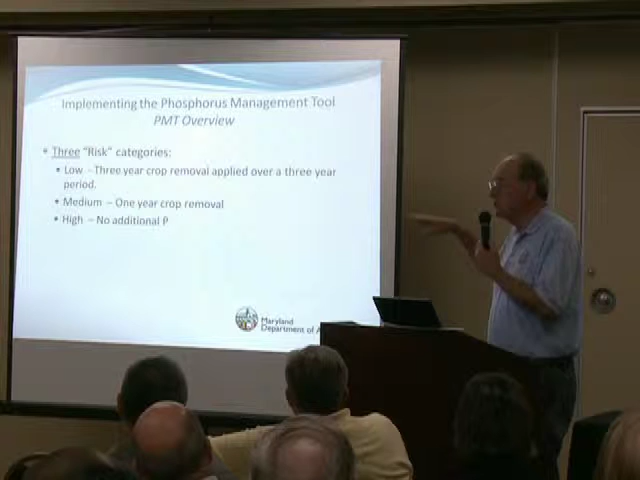 Implementing the Phosphorus Management Tool
PMT Overview
• Three "Risk" categories:
• Low – Three year crop removal applied over a three year
period.
• Medium – One year crop removal
• High – No additional P
Maryland
Department of A